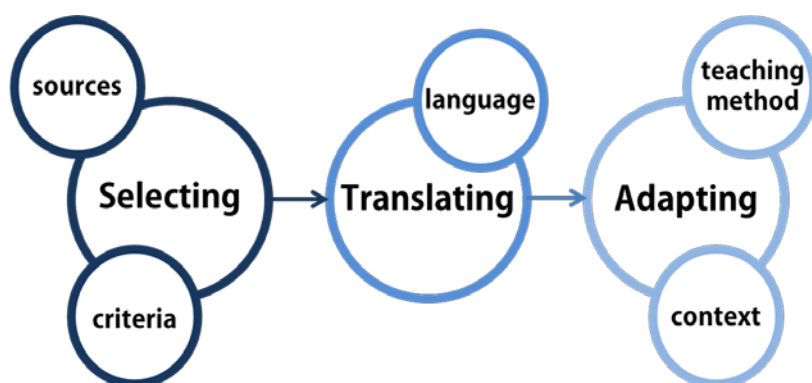 sources
Selecting
criteria
language
Translating
teaching
method
Adapting
context